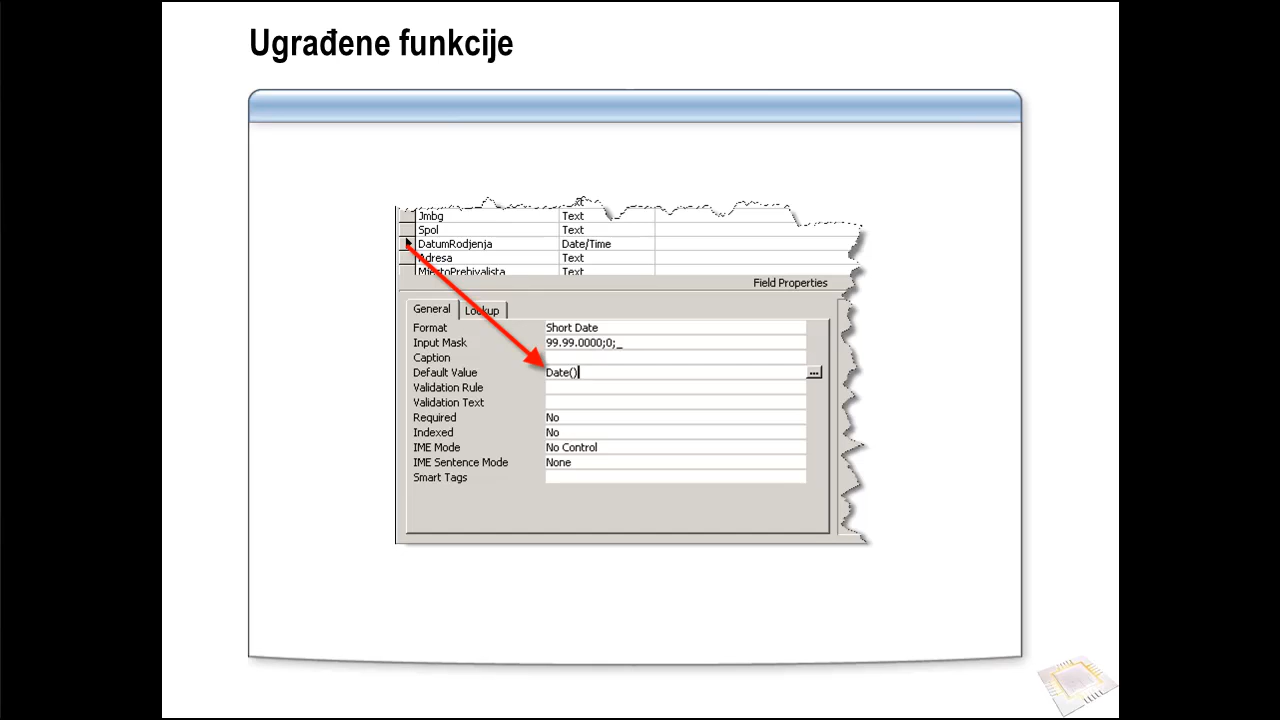 Ugrađene funkcije
Jmbg Text
Spol Text
DatumRodjenja Date/Time
Adresa Text
MjestoPrebivalista Text
Field Properties
General Lookup
Format Short Date
Input Mask 99.99.0000;0;_
Caption
Default Value Date() ...
Validation Rule
Validation Text
Required No
Indexed No
IME Mode No Control
IME Sentence Mode None
Smart Tags